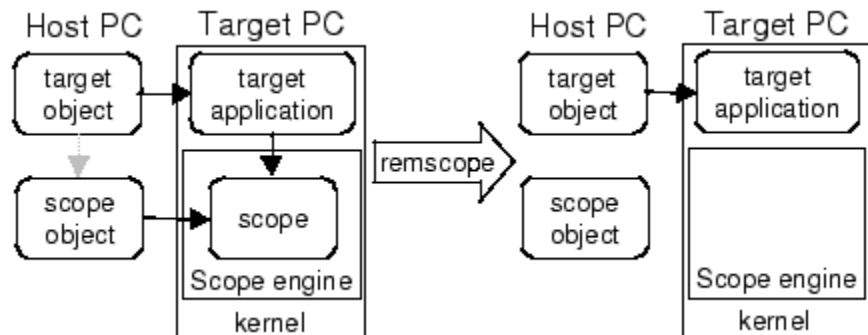 Host PC
Target PC
target
object
target
application
scope
object
scope
Scope engine
kernel
remscope
Host PC
Target PC
target
object
target
application
scope
object
Scope engine
kernel